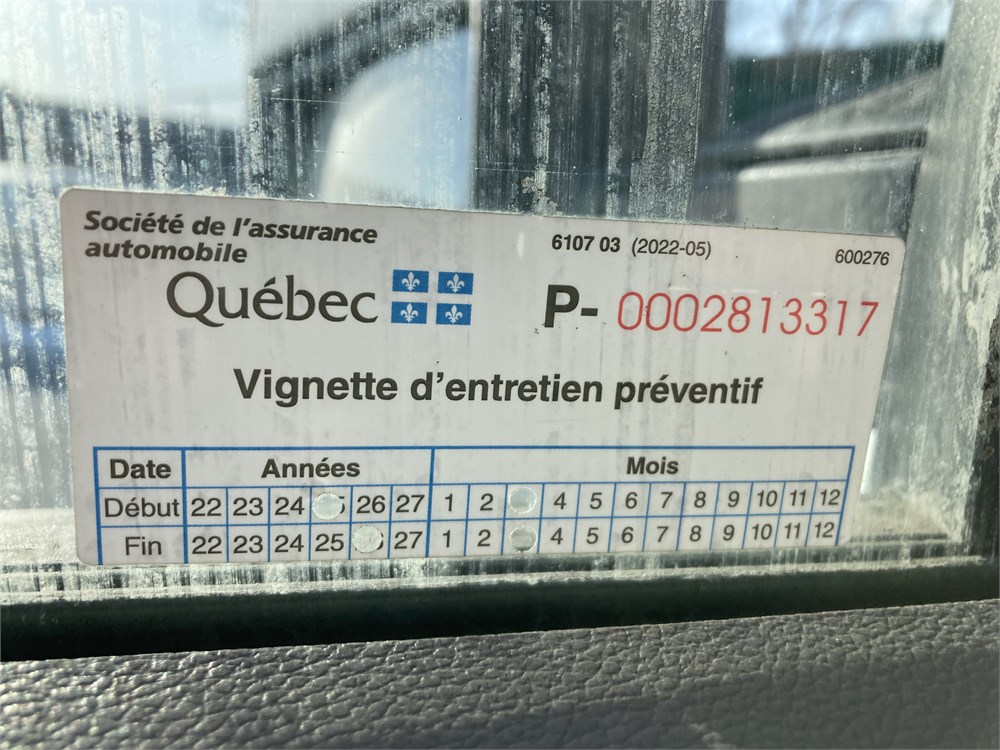 Société de l'assurance
automobile
Québec
6107 03 (2022-05)
600276
P- 0002813317
Vignette d'entretien préventif
Date Années Mois
Début 22 23 24 26 27 1 2 4 5 6 7 8 9 10 11 12
Fin 22 23 24 25 27 1 2 4 5 6 7 8 9 10 11 12